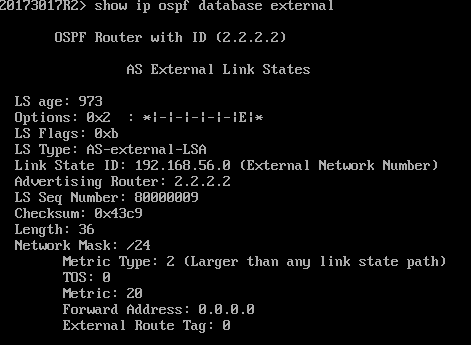 20173017R2> show ip ospf database external
OSPF Router with ID (2.2.2.2)
AS External Link States
LS age: 973
Options: 0x2  : *|-|-|-|-|-|E|*
LS Flags: 0xb
LS Type: AS-external-LSA
Link State ID: 192.168.56.0 (External Network Number)
Advertising Router: 2.2.2.2
LS Seq Number: 80000009
Checksum: 0x43c9
Length: 36
Network Mask: /24
Metric Type: 2 (Larger than any link state path)
TOS: 0
Metric: 20
Forward Address: 0.0.0.0
External Route Tag: 0